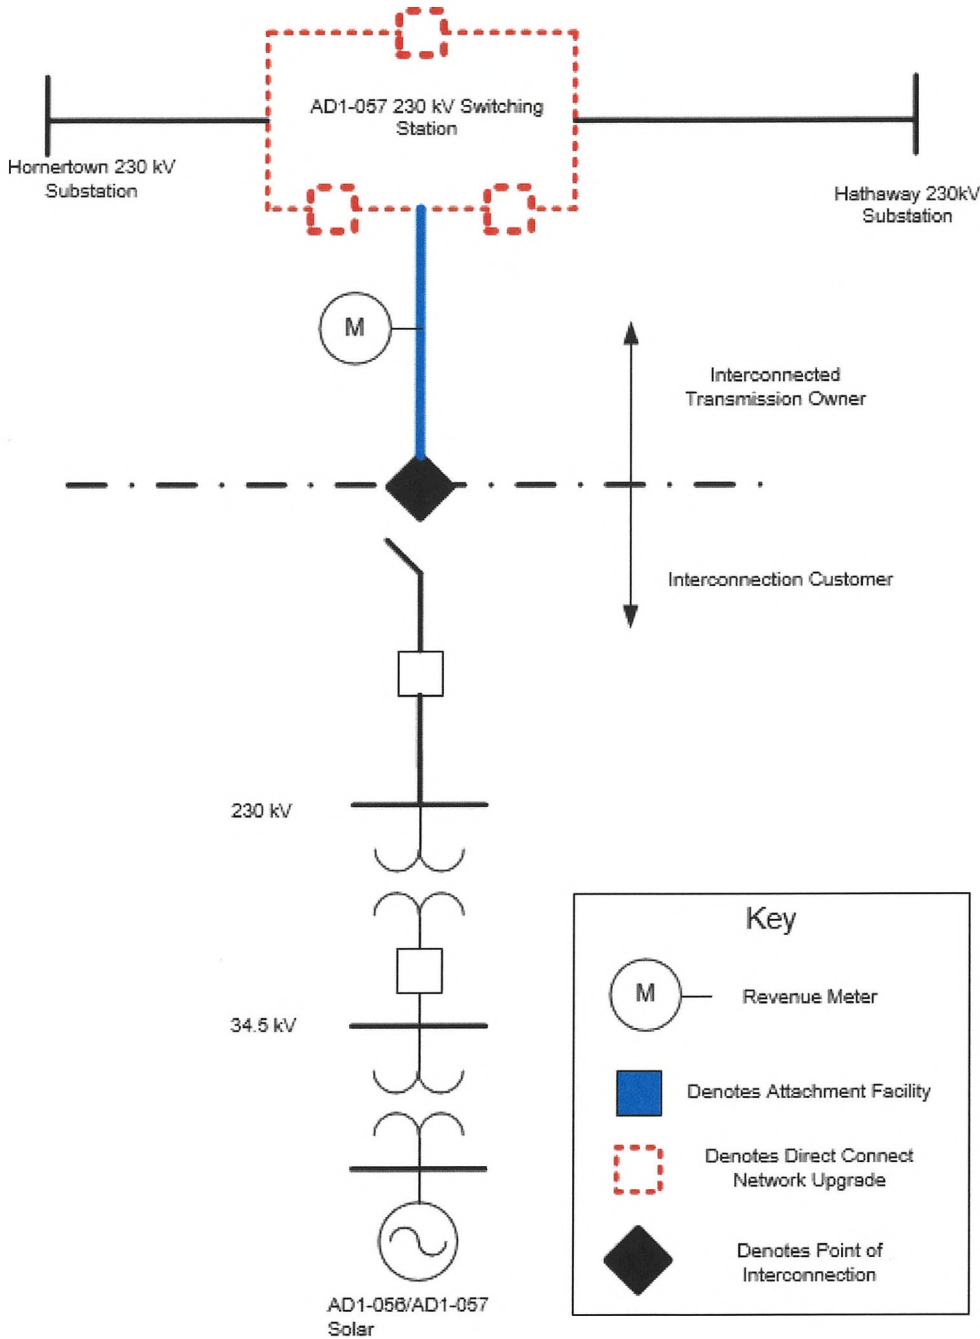 AD1-057 230 kV Switching
Station
Hornertown 230 kV
Substation
Hathaway 230kV
Substation
M
Interconnected
Transmission Owner
Interconnection Customer
230 kV
34.5 kV
AD1-056/AD1-057
Solar
Key
M
Revenue Meter
Denotes Attachment Facility
Denotes Direct Connect
Network Upgrade
Denotes Point of
Interconnection